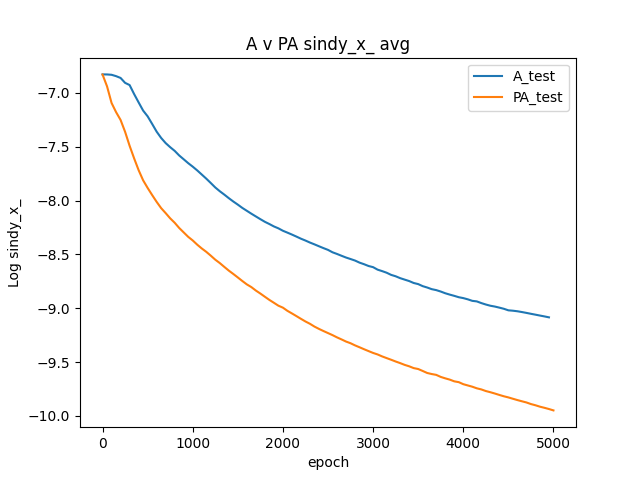 A v PA sindy_x_ avg
A_test
PA_test
−7.0
−7.5
−8.0
−8.5
−9.0
−9.5
−10.0
Log sindy_x_
0 1000 2000 3000 4000 5000
epoch